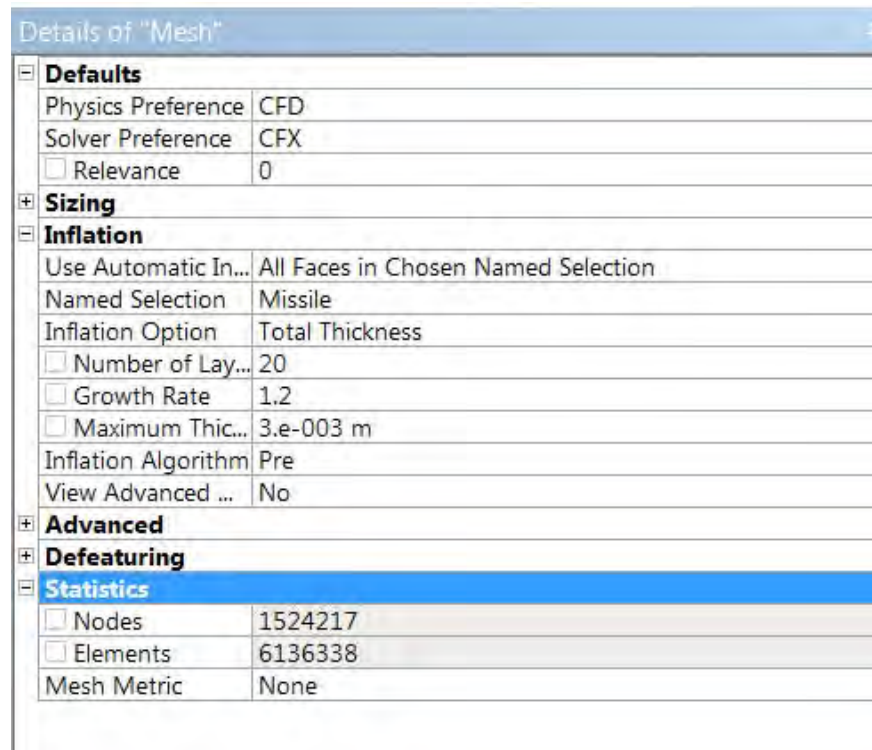 Details of "Mesh"
Defaults
Physics Preference CFD
Solver Preference CFX
Relevance 0
Sizing
Inflation
Use Automatic In... All Faces in Chosen Named Selection
Named Selection Missile
Inflation Option Total Thickness
Number of Lay... 20
Growth Rate 1.2
Maximum Thic... 3.e-003 m
Inflation Algorithm Pre
View Advanced ... No
Advanced
Defeaturing
Statistics
Nodes 1524217
Elements 6136338
Mesh Metric None